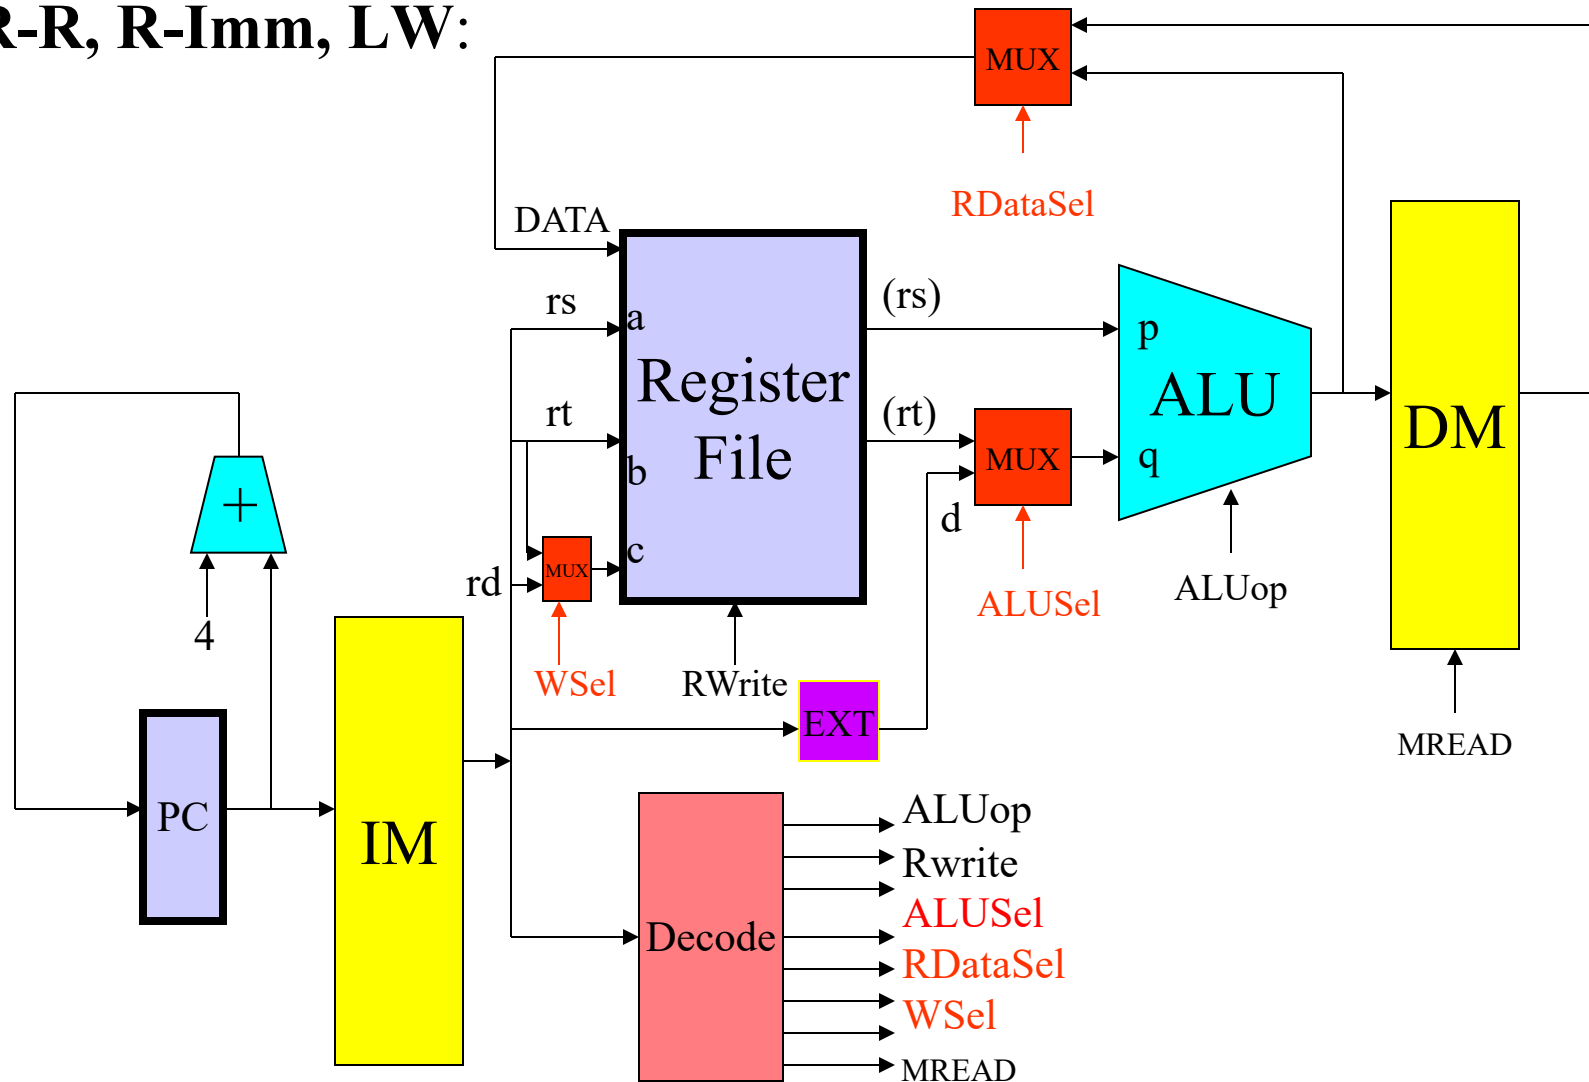 R-R, R-Imm, LW:
MUX
RDataSel
DATA
rs
a
(rs)
p
Register
File
ALU
rt
b
(rt)
MUX
q
DM
+
d
c
MUX
rd
4
WSel
RWrite
ALUSel
ALUop
EXT
MREAD
PC
IM
Decode
ALUop
Rwrite
ALUSel
RDataSel
WSel
MREAD